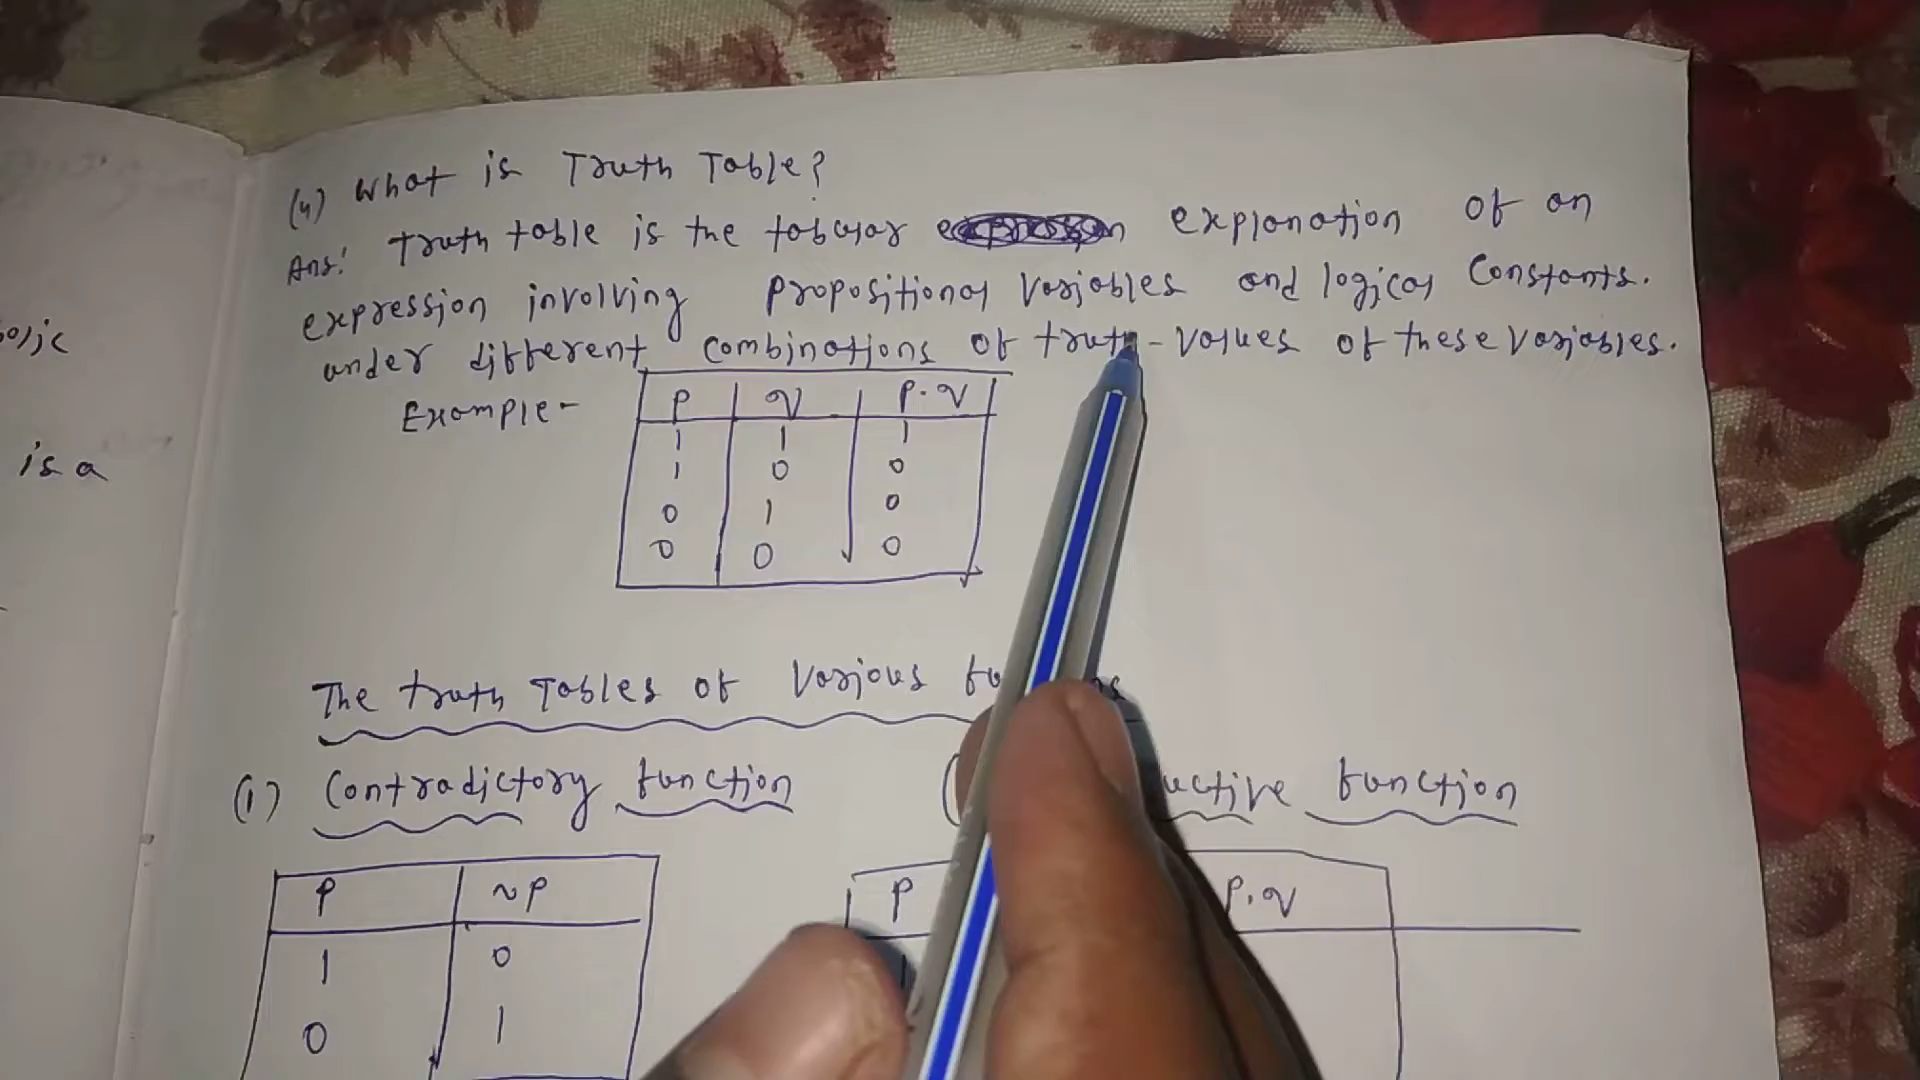 (4) What is Truth Table?
Ans: Truth table is the tabular explanation of an
expression involving propositional variables and logical constants.
under different combinations of truth-values of these variables.
Example-
p q p.q
1 1 1
1 0 0
0 1 0
0 0 0
The truth Tables of Various
(1) Contradictory function
function
p ~p
1 0
0 1
p p.q
olic
is a